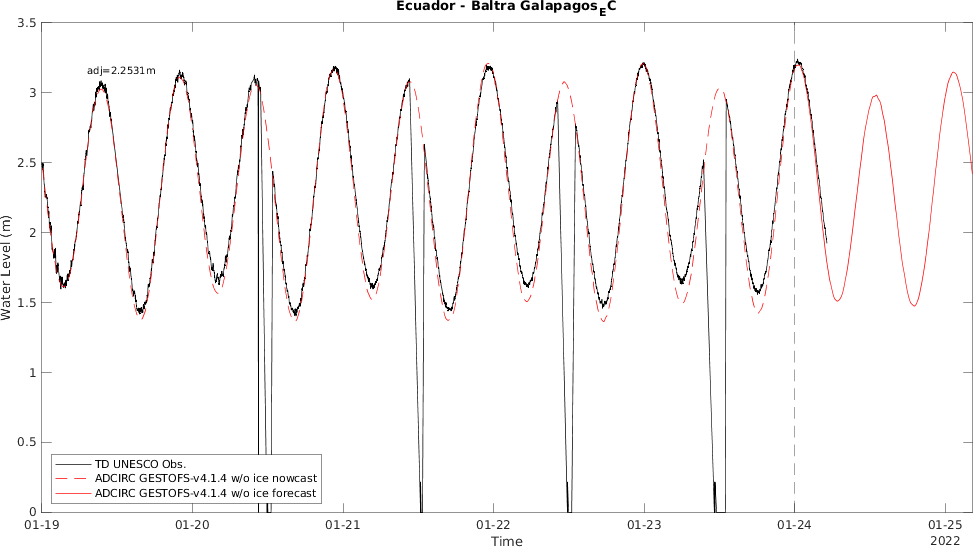 Ecuador - Baltra Galapagos_EC
3.5
3
2.5
2
1.5
1
0.5
0
Water Level (m)
adj=2.2531m
TD UNESCO Obs.
ADCIRC GESTOFS-v4.1.4 w/o ice nowcast
ADCIRC GESTOFS-v4.1.4 w/o ice forecast
01-19 01-20 01-21 01-22 01-23 01-24 01-25
Time
2022